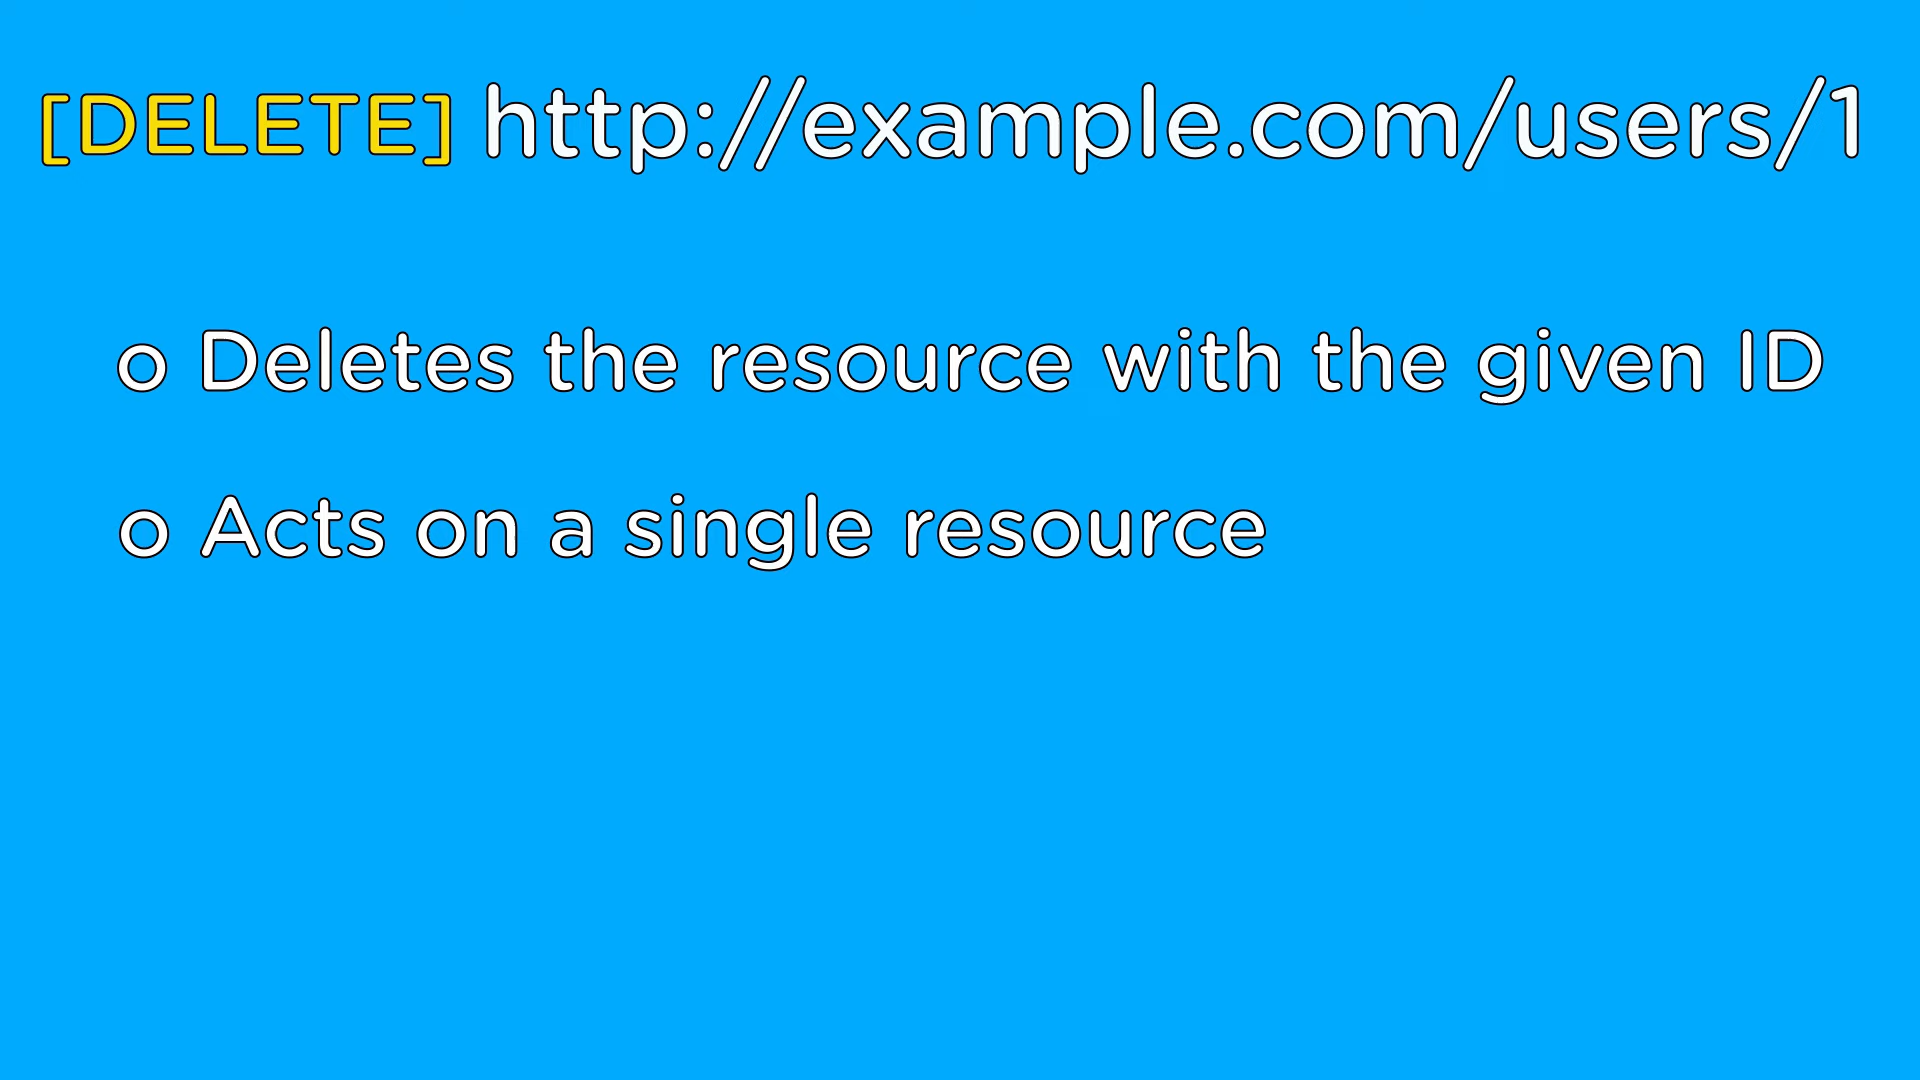 [DELETE] http://example.com/users/1
o Deletes the resource with the given ID
o Acts on a single resource